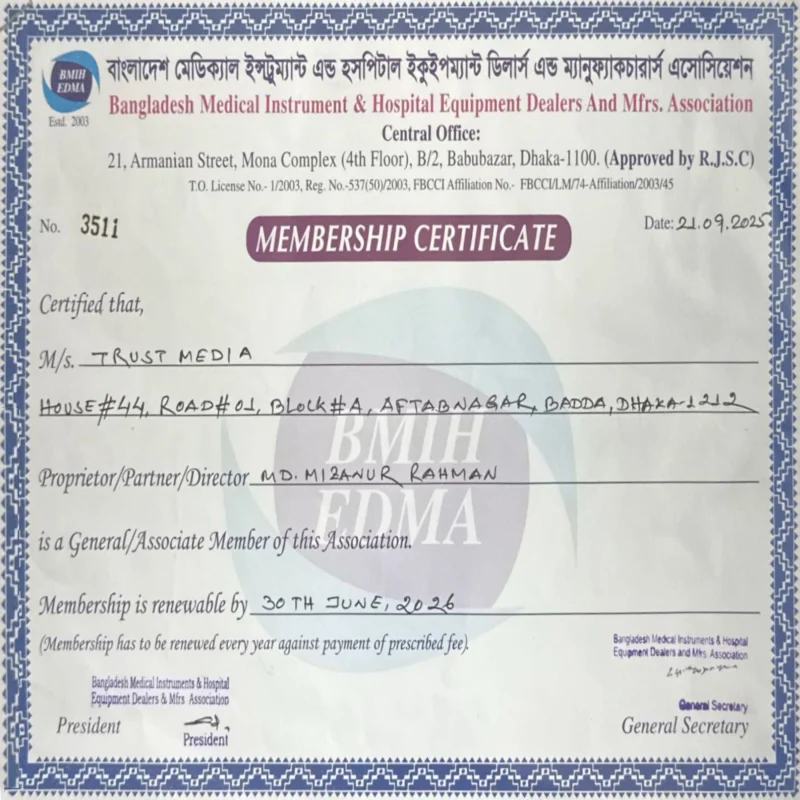 BMIH
EDMA
Estd. 2003
বাংলাদেশ মেডিক্যাল ইন্সট্রুম্যান্ট এন্ড হসপিটাল ইকুইপম্যান্ট ডিলার্স এন্ড ম্যানুফ্যাকচারার্স এসোসিয়েশন
Bangladesh Medical Instrument & Hospital Equipment Dealers And Mfrs. Association
Central Office:
21, Armanian Street, Mona Complex (4th Floor), B/2, Babubazar, Dhaka-1100. (Approved by R.J.S.C)
T.O. License No.- 1/2003, Reg. No.-537(50)/2003, FBCCI Affiliation No.- FBCCI/LM/74-Affiliation/2003/45
No. 3511
MEMBERSHIP CERTIFICATE
Date: 21.09.2025
Certified that,
M/s. TRUST MEDIA
HOUSE#44, ROAD#01, BLOCK#A, AFTABNAGAR, BADDA, DHAKA-1212
BMIH
EDMA
Proprietor/Partner/Director MD. MIZANUR RAHMAN
is a General/Associate Member of this Association.
Membership is renewable by 30TH JUNE, 2026
(Membership has to be renewed every year against payment of prescribed fee).
Bangladesh Medical Instruments & Hospital
Equipment Dealers & Mfrs Association
President
President
Bangladesh Medical Instruments & Hospital
Equipment Dealers and Mfrs. Association
General Secretary
General Secretary